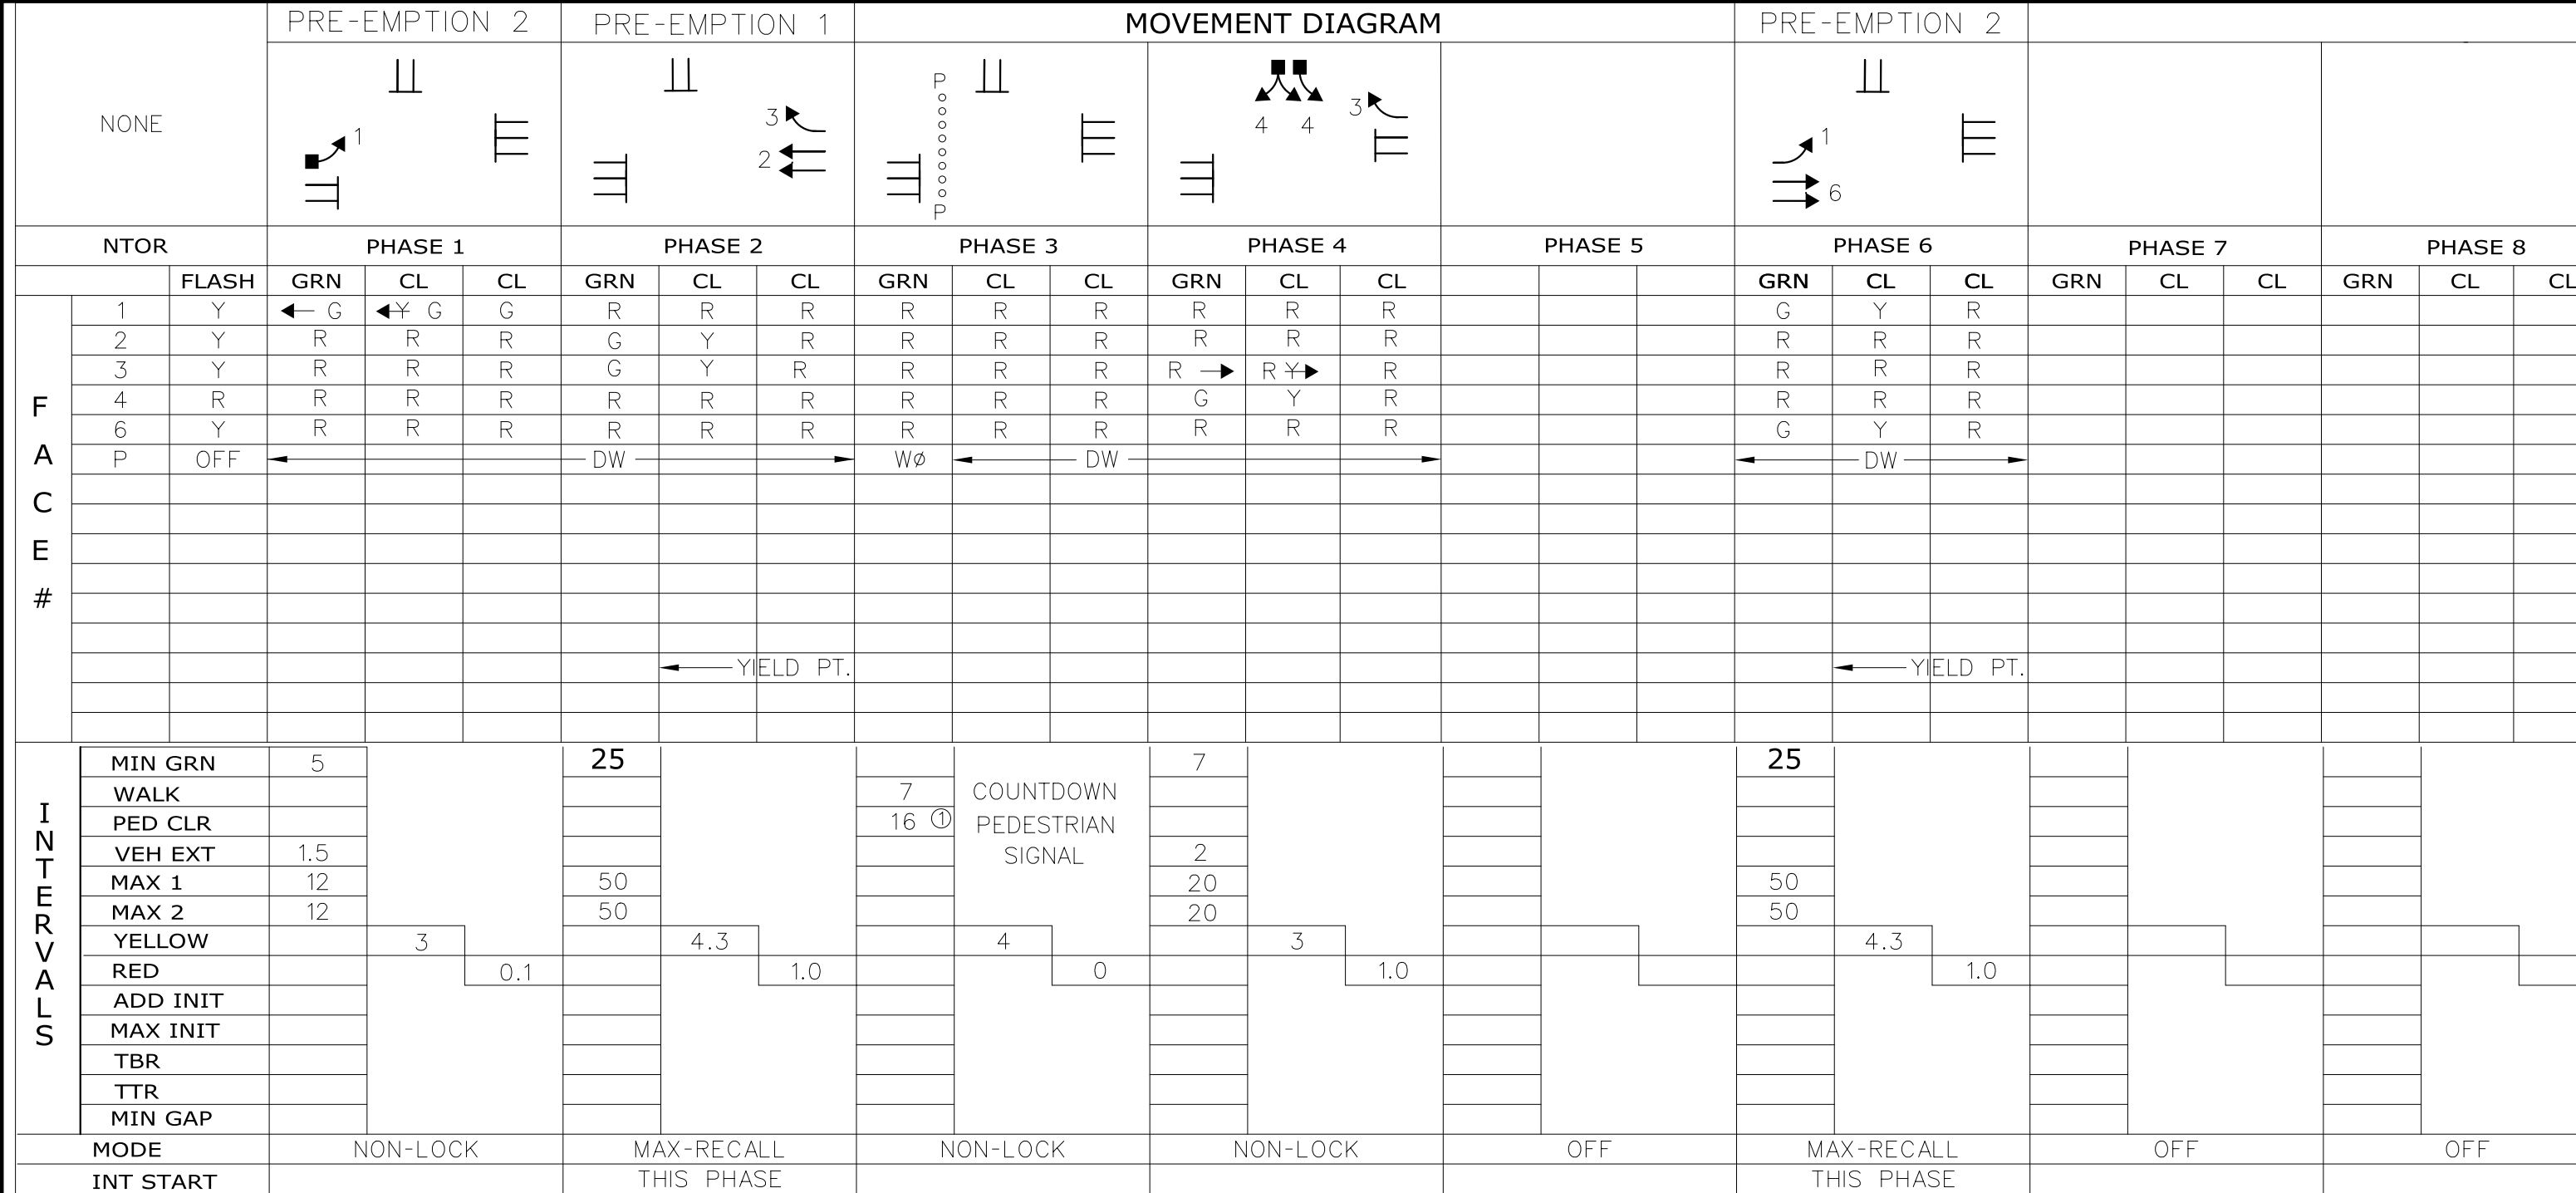 PRE-EMPTION 2 PRE-EMPTION 1 MOVEMENT DIAGRAM PRE-EMPTION 2
NONE
1
3
2
P
P
4 4
3
1
6
NTOR PHASE 1 PHASE 2 PHASE 3 PHASE 4 PHASE 5 PHASE 6 PHASE 7 PHASE 8
FLASH GRN CL CL GRN CL CL GRN CL CL GRN CL CL GRN CL CL GRN CL CL GRN CL CL
FACE #
1 Y ← G ←Y G G R R R R R R R R R G Y R
2 Y R R R G Y R R R R R R R R R R
3 Y R R R G Y R R R R R → R Y→ R R R R
4 R R R R R R R R R R G Y R R R R
6 Y R R R R R R R R R R R R G Y R
P OFF ← DW → Wø ← DW → ← DW →
← YIELD PT. ← YIELD PT.
INTERVALS
MIN GRN 5 25 7 25
WALK 7 COUNTDOWN
PED CLR 16 ① PEDESTRIAN
VEH EXT 1.5 SIGNAL 2
MAX 1 12 50 20 50
MAX 2 12 50 20 50
YELLOW 3 4.3 4 3 4.3
RED 0.1 1.0 0 1.0 1.0
ADD INIT
MAX INIT
TBR
TTR
MIN GAP
MODE NON-LOCK MAX-RECALL NON-LOCK NON-LOCK OFF MAX-RECALL OFF OFF
INT START THIS PHASE THIS PHASE